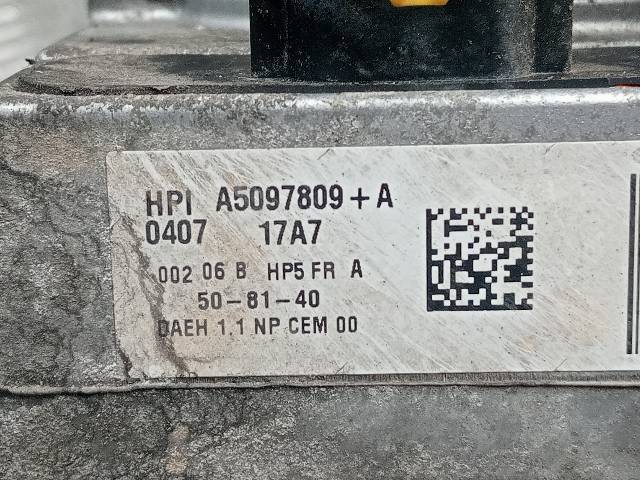 HPI A5097809+A
0407 17A7
002 06 B HP5 FR A
50-81-40
DAEH 1.1 NP CEM 00